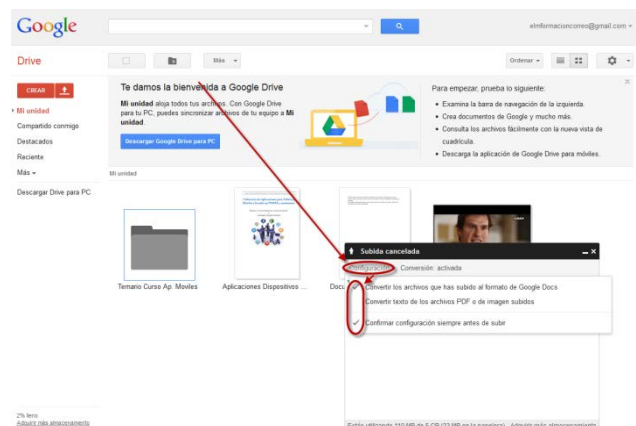 Google
elmformacioncorreo@gmail.com
Drive
Más
Ordenar
CREAR
Mi unidad
Compartido conmigo
Destacados
Reciente
Más
Descargar Drive para PC
Te damos la bienvenida a Google Drive
Mi unidad aloja todos tus archivos. Con Google Drive
para tu PC, puedes sincronizar archivos de tu equipo a Mi
unidad.
Descargar Google Drive para PC
Para empezar, prueba lo siguiente:
Examina la barra de navegación de la izquierda.
Crea documentos de Google y mucho más.
Consulta los archivos fácilmente con la nueva vista de
cuadrícula.
Descarga la aplicación de Google Drive para móviles.
Mi unidad
Temario Curso Ap. Moviles
Aplicaciones Dispositivos ...
Subida cancelada
Configuración
Conversión: activada
Convertir los archivos que has subido al formato de Google Docs
Convertir texto de los archivos PDF o de imagen subidos
Confirmar configuración siempre antes de subir
2% lleno
Adquirir más almacenamiento